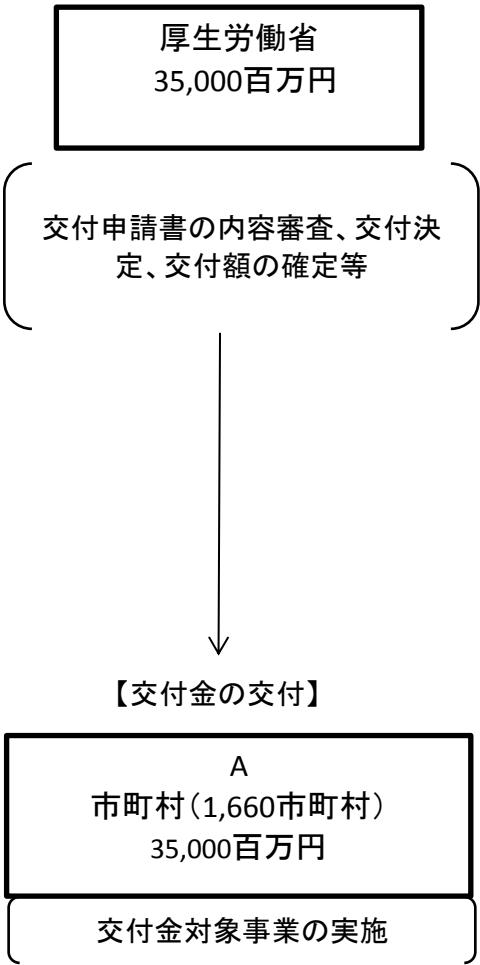 厚生労働省
35,000百万円
交付申請書の内容審査、交付決
定、交付額の確定等
【交付金の交付】
A
市町村（1,660市町村）
35,000百万円
交付金対象事業の実施